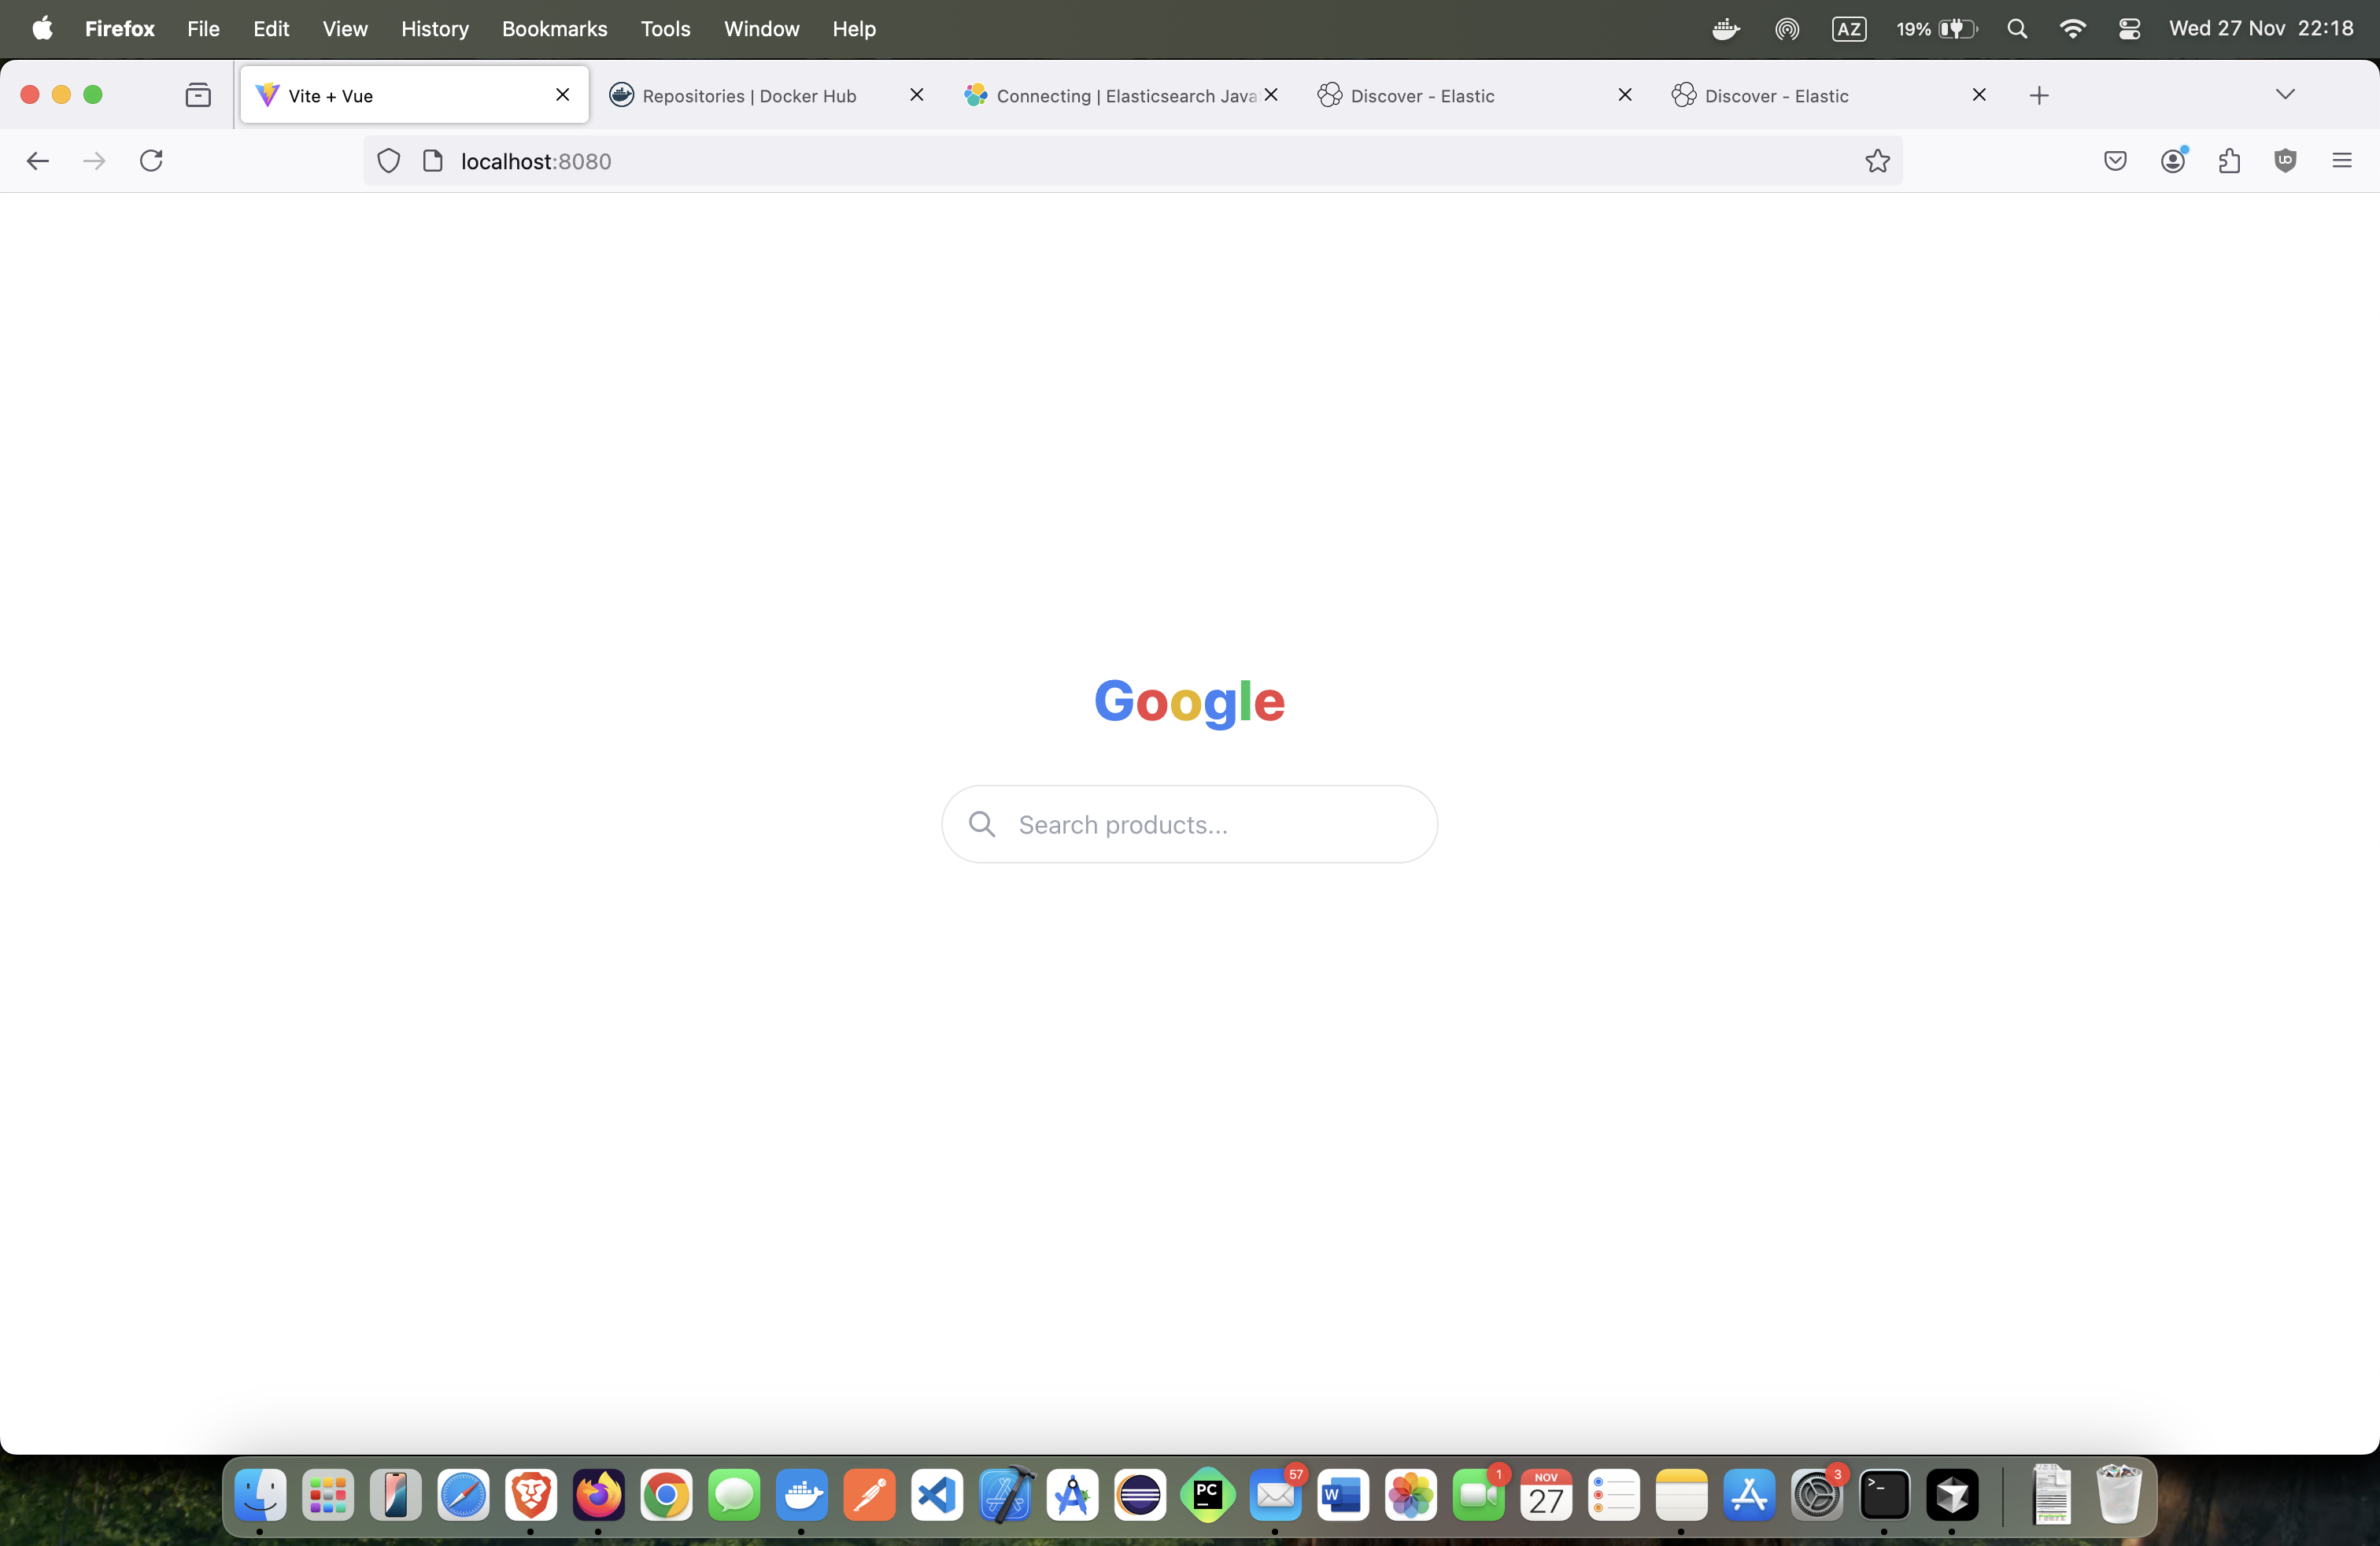 Firefox File Edit View History Bookmarks Tools Window Help AZ 19% Wed 27 Nov 22:18
Vite + Vue Repositories | Docker Hub Connecting | Elasticsearch Java Discover - Elastic Discover - Elastic
localhost:8080 UO
Google
Search products...
57 1 NOV 3
PC W 27 >_